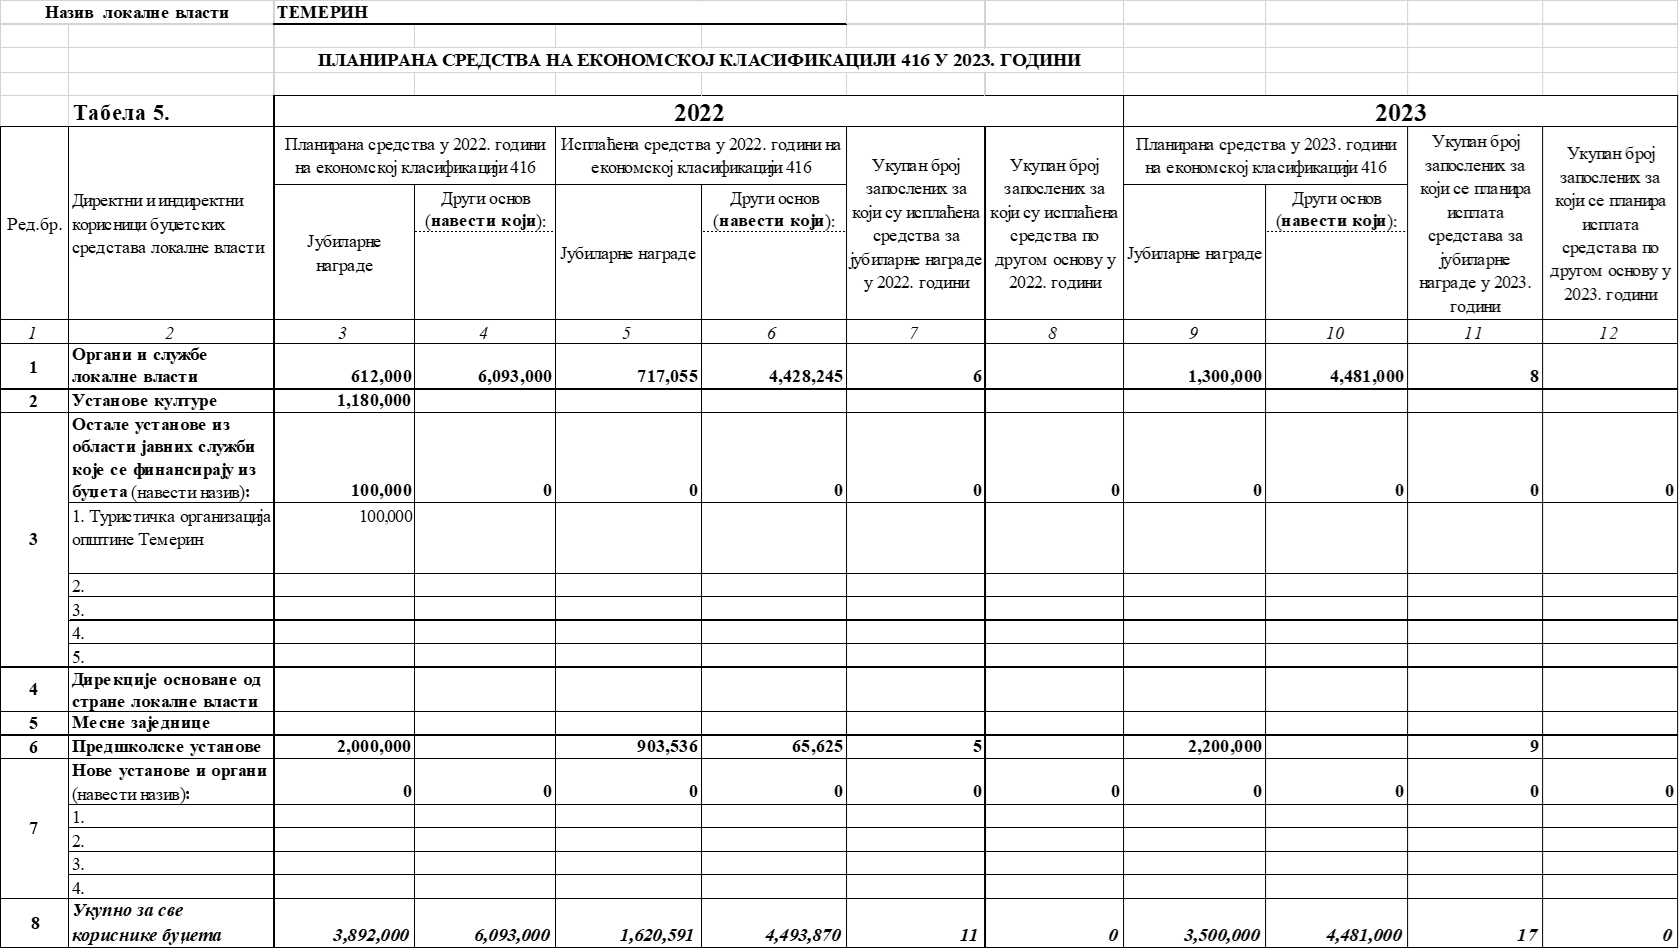 Назив локалне власти ТЕМЕРИН
ПЛАНИРАНА СРЕДСТВА НА ЕКОНОМСКОЈ КЛАСИФИКАЦИЈИ 416 У 2023. ГОДИНИ
Табела 5. 2022 2023
Ред.бр.
Директни и индиректни
корисници буџетских
средстава локалне власти
Планирана средства у 2022. години
на економској класификацији 416
Јубиларне
награде
Други основ
(навести који):
Исплаћена средства у 2022. години на
економској класификацији 416
Јубиларне награде
Други основ
(навести који):
Укупан број
запослених за
који су исплаћена
средства за
јубиларне награде
у 2022. години
Укупан број
запослених за
који су исплаћена
средства по
другом основу у
2022. години
Планирана средства у 2023. години
на економској класификацији 416
Јубиларне награде
Други основ
(навести који):
Укупан број
запослених за
који се планира
исплата
средстава за
јубиларне
награде у 2023.
години
Укупан број
запослених за
који се планира
исплата
средстава по
другом основу у
2023. години
1 2 3 4 5 6 7 8 9 10 11 12
1 Органи и службе
локалне власти 612,000 6,093,000 717,055 4,428,245 6 1,300,000 4,481,000 8
2 Установе културе 1,180,000
3
Остале установе из
области јавних служби
које се финансирају из
буџета (навести назив): 100,000 0 0 0 0 0 0 0 0 0
1. Туристичка организација 100,000
општине Темерин
2.
3.
4.
5.
4 Дирекције основане од
стране локалне власти
5 Месне заједнице
6 Предшколске установе 2,000,000 903,536 65,625 5 2,200,000 9
7
Нове установе и органи
(навести назив): 0 0 0 0 0 0 0 0 0 0
1.
2.
3.
4.
8 Укупно за све
кориснике буџета 3,892,000 6,093,000 1,620,591 4,493,870 11 0 3,500,000 4,481,000 17 0